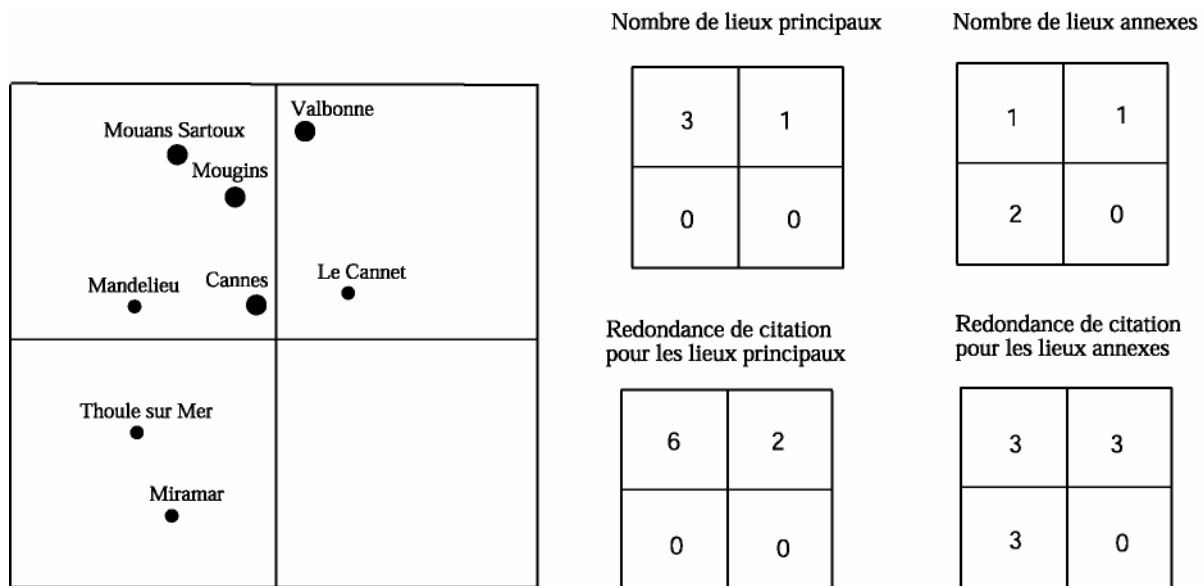 Nombre de lieux principaux
Nombre de lieux annexes
Valbonne
Mouans Sartoux
Mougins
Mandelieu
Cannes
Le Cannet
Thoule sur Mer
Miramar
3 1
0 0
1 1
2 0
Redondance de citation
pour les lieux principaux
Redondance de citation
pour les lieux annexes
6 2
0 0
3 3
3 0